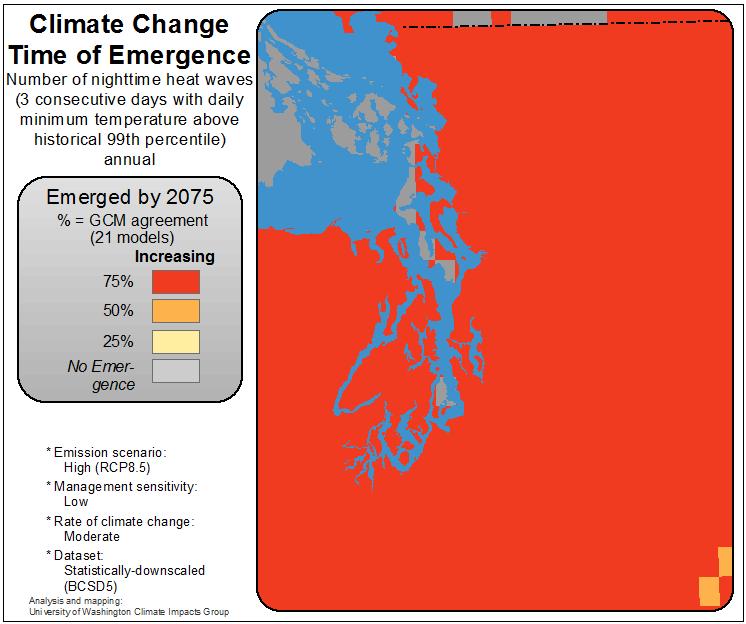 Climate Change
Time of Emergence
Number of nighttime heat waves
(3 consecutive days with daily
minimum temperature above
historical 99th percentile)
annual
Emerged by 2075
% = GCM agreement
(21 models)
Increasing
75%
50%
25%
No Emer-
gence
* Emission scenario:
High (RCP8.5)
* Management sensitivity:
Low
* Rate of climate change:
Moderate
* Dataset:
Statistically-downscaled
(BCSD5)
Analysis and mapping:
University of Washington Climate Impacts Group